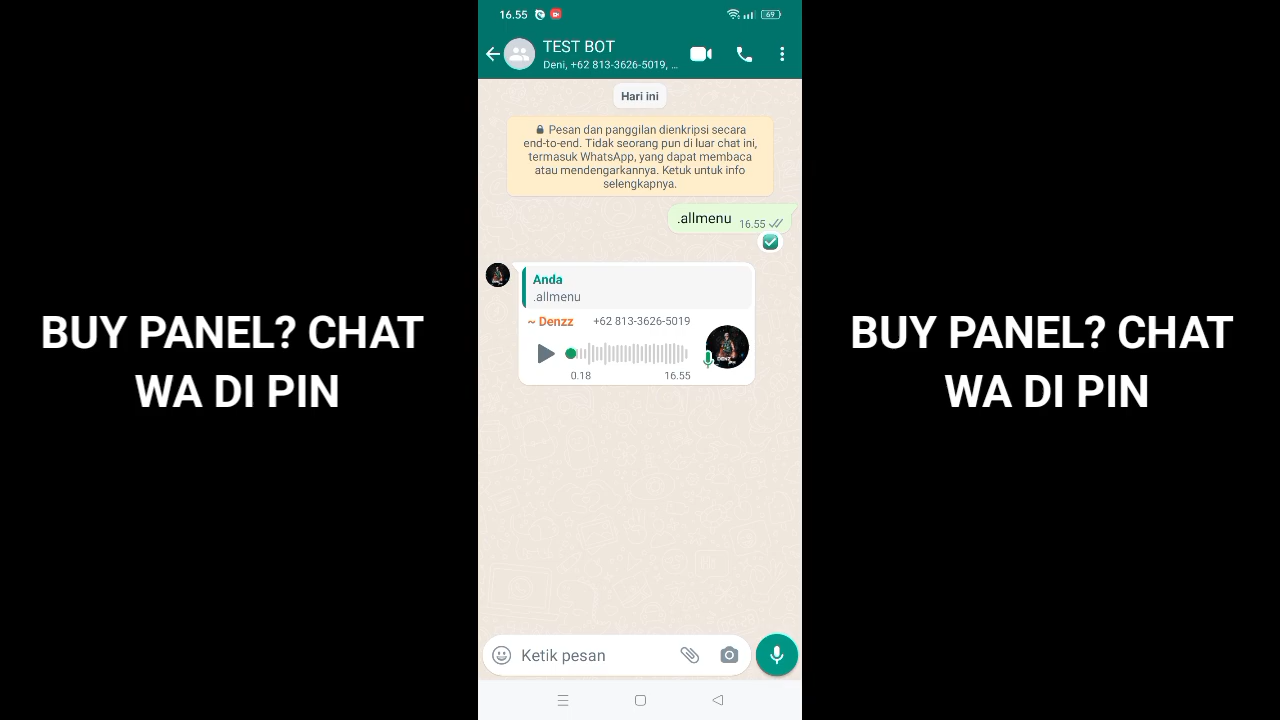 16.55
69
TEST BOT
Deni, +62 813-3626-5019, ...
Hari ini
Pesan dan panggilan dienkripsi secara
end-to-end. Tidak seorang pun di luar chat ini,
termasuk WhatsApp, yang dapat membaca
atau mendengarkannya. Ketuk untuk info
selengkapnya.
.allmenu 16.55
Anda
.allmenu
~ Denzz +62 813-3626-5019
0.18 16.55
Ketik pesan
BUY PANEL? CHAT
WA DI PIN
BUY PANEL? CHAT
WA DI PIN